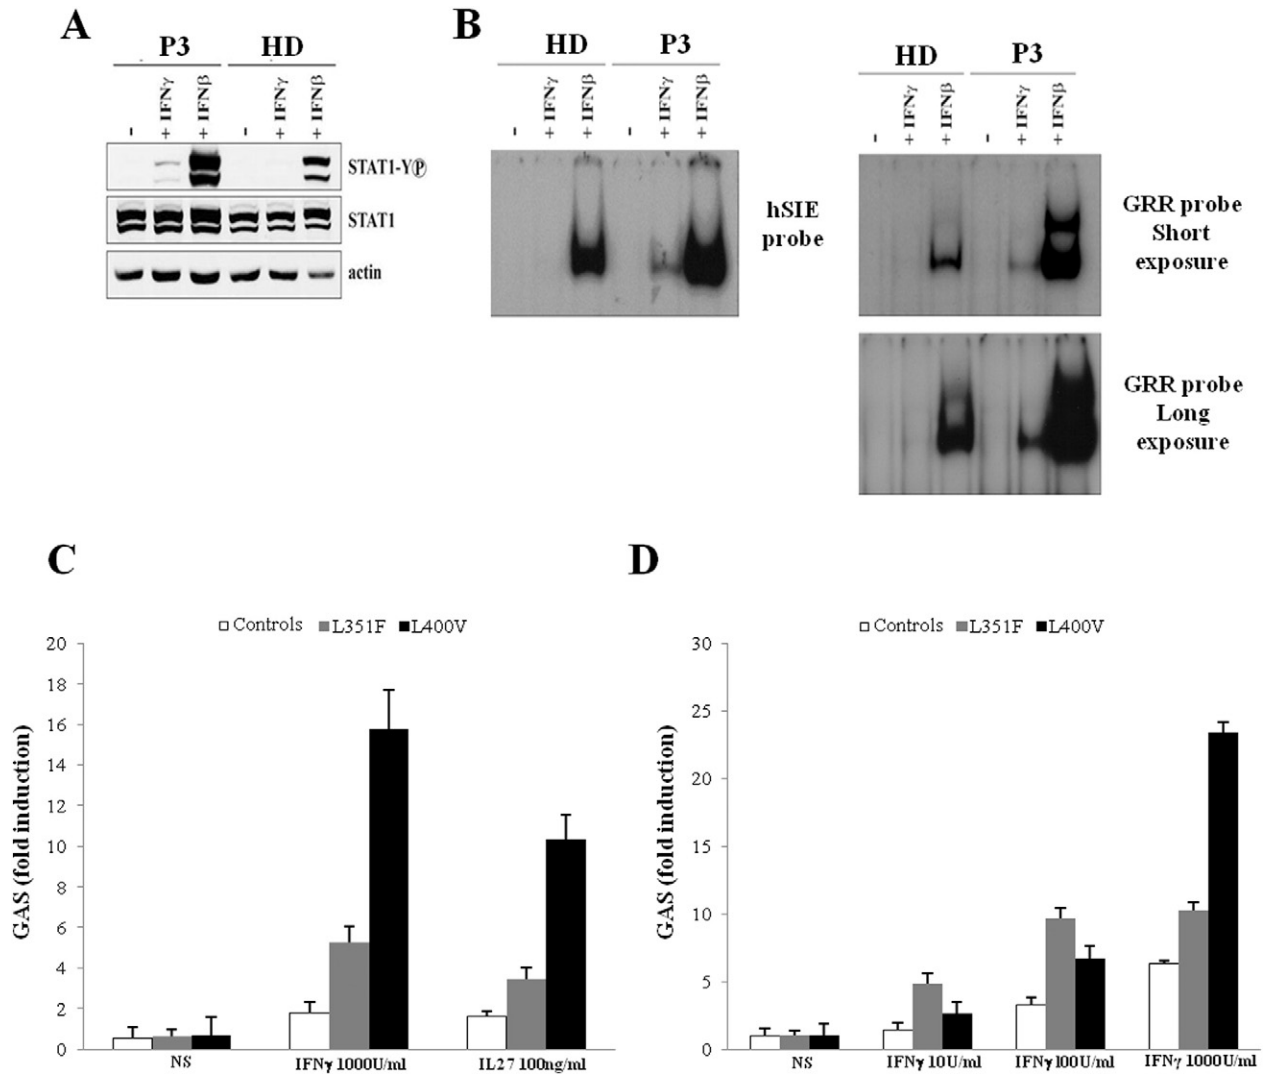 A
P3 HD
- + IFNγ + IFNβ - + IFNγ + IFNβ
STAT1-YⓅ
STAT1
actin
B
HD P3
- + IFNγ + IFNβ - + IFNγ + IFNβ
hSIE
probe
HD P3
- + IFNγ + IFNβ - + IFNγ + IFNβ
GRR probe
Short
exposure
GRR probe
Long
exposure
C
Controls L351F L400V
GAS (fold induction)
20
18
16
14
12
10
8
6
4
2
0
NS IFNγ 1000U/ml IL27 100ng/ml
D
Controls L351F L400V
GAS (fold induction)
30
25
20
15
10
5
0
NS IFNγ 10U/ml IFNγ100U/ml IFNγ 1000U/ml